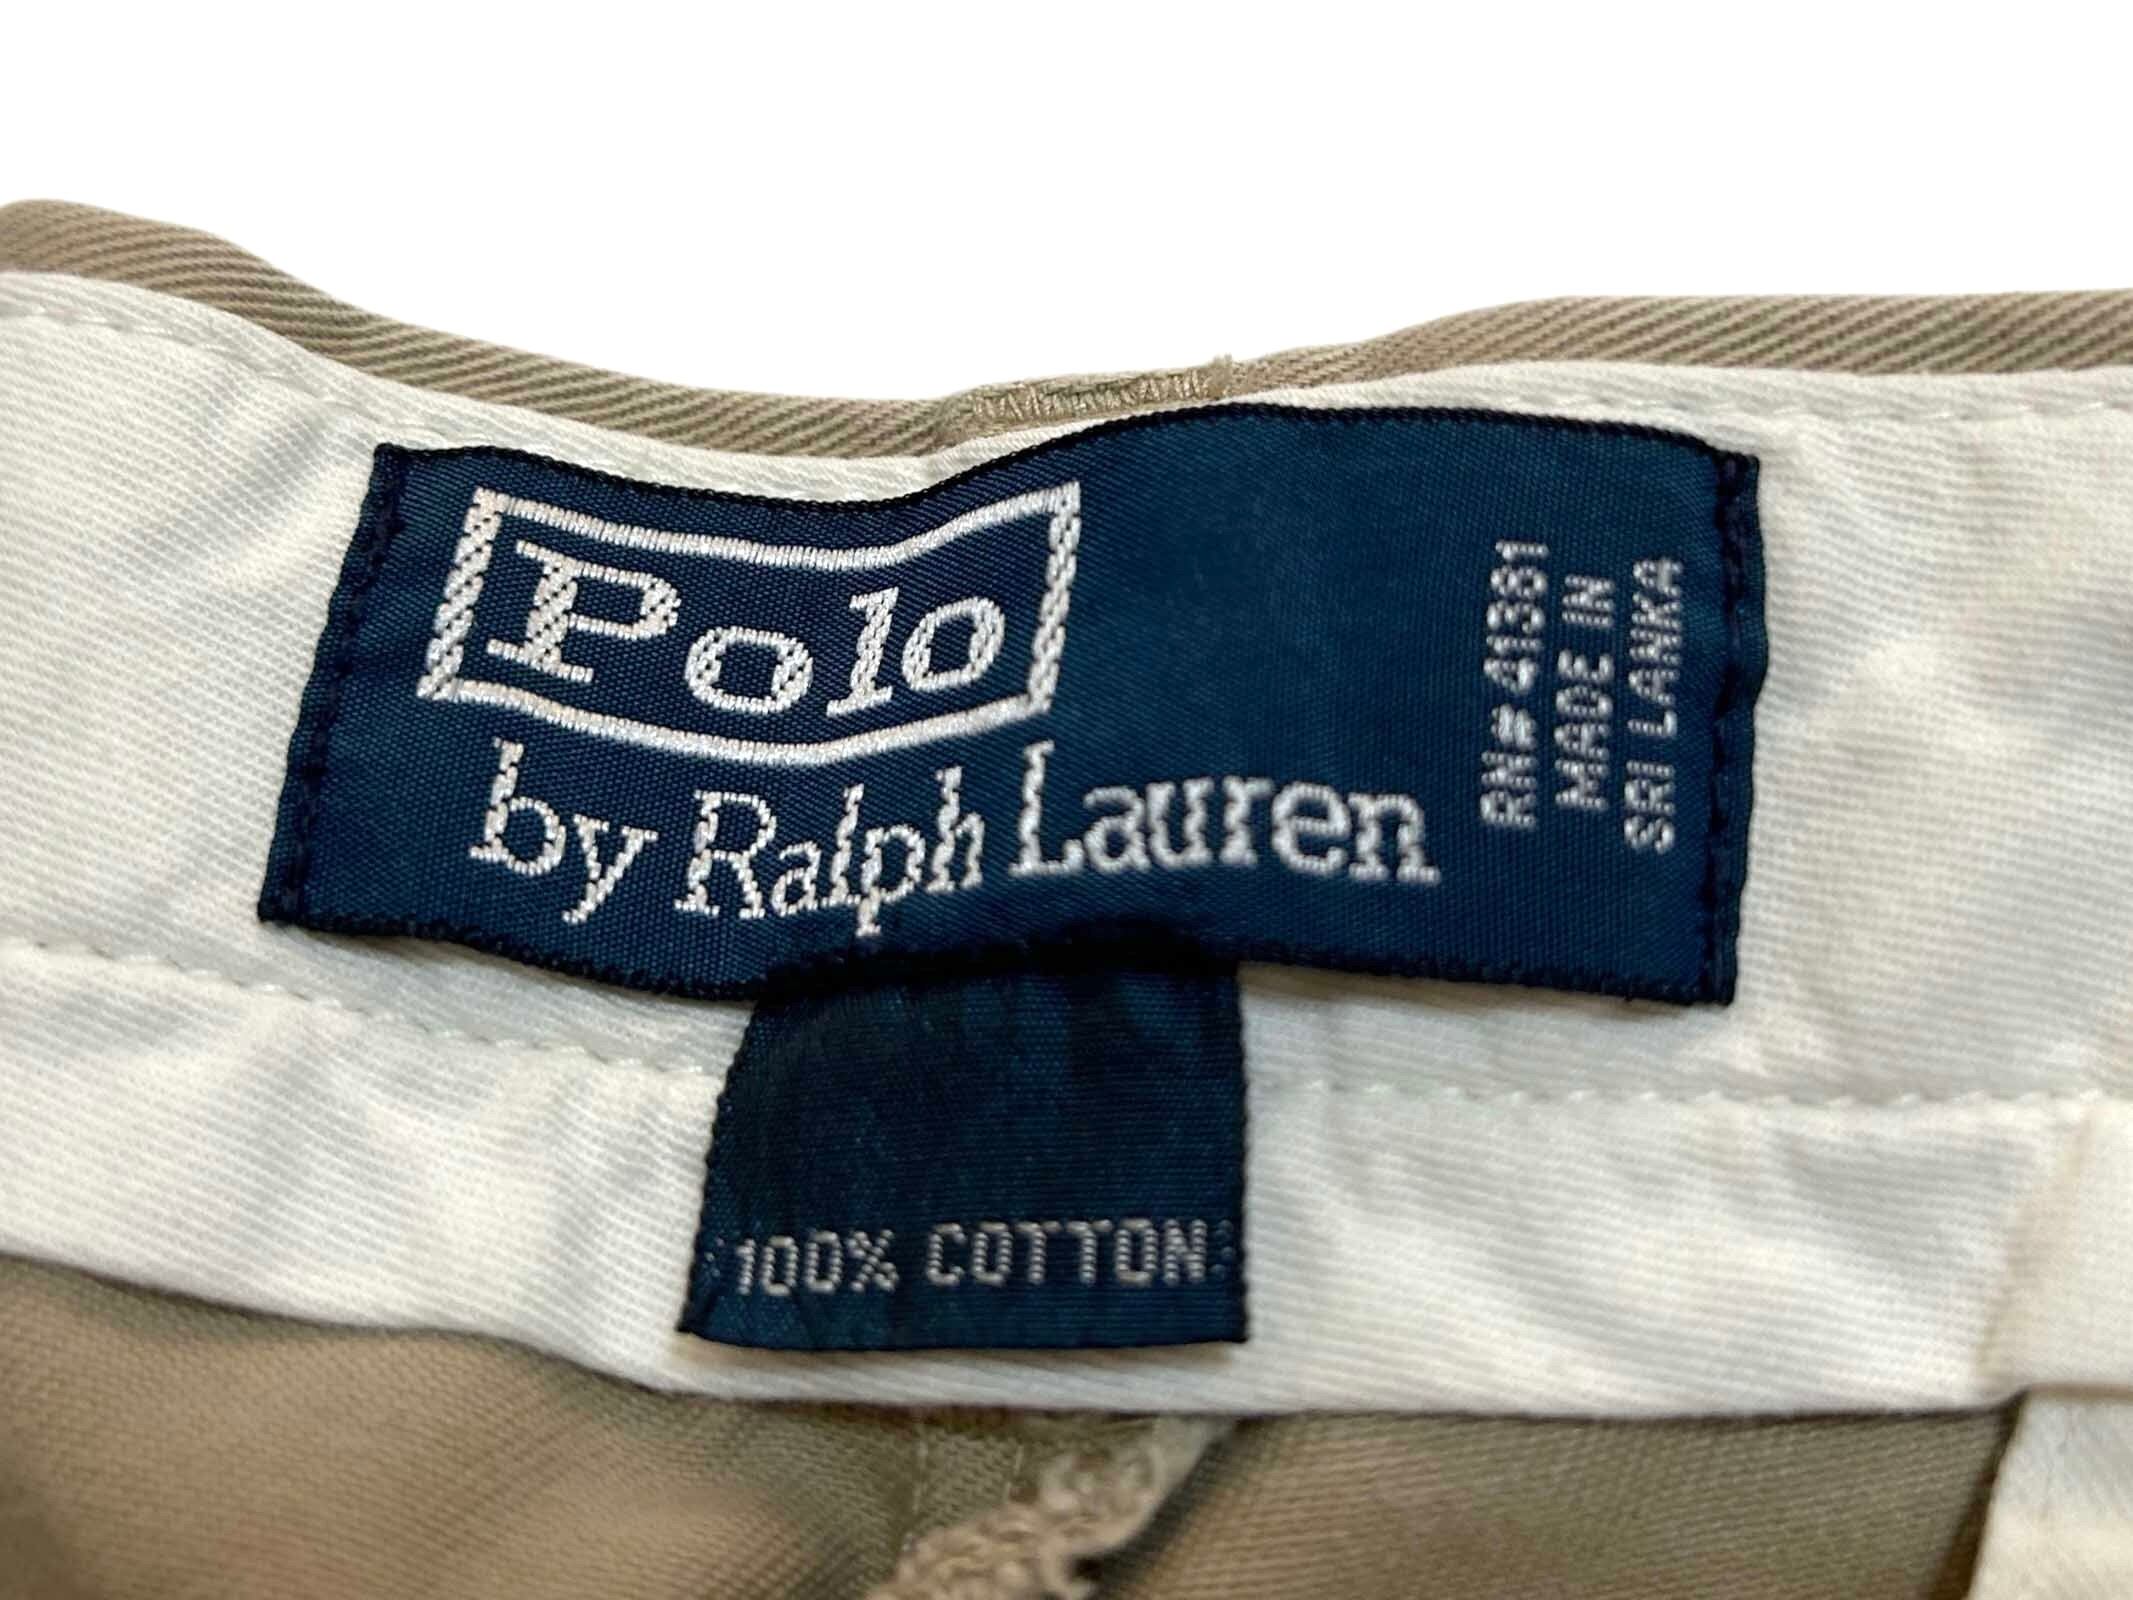 Polo
by Ralph Lauren
RN# 41381
MADE IN
SRI LANKA
100% COTTON